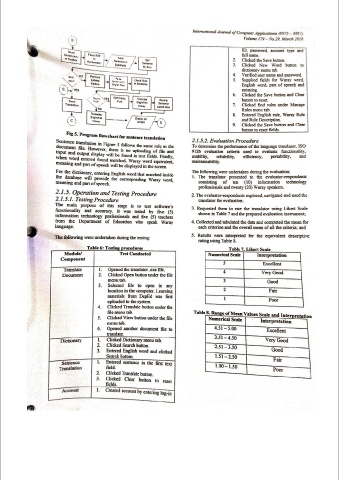 International Journal of Computer Applications (0975 – 8887)
Fig 5. Program flowchart for sentence translation
Sentence translation in Figure 5 follows the same rule as the
document file. However, there is no uploading of file and
input and output display will be found in text fields. Firstly,
when word entered found matched, Waray word equivalent,
meaning and part of speech will be displayed in the screen.
For the dictionary, entering English word that matched inside
the database will provide the corresponding Waray word,
meaning and part of speech.
2.1.5. Operation and Testing Procedure
2.1.5.1. Testing Procedure
The main purpose of this stage is to test software's
functionality and accuracy. It was tested by five (5)
information technology professionals and five (5) teachers
from the Department of Education who speak Waray
language.
The following were undertaken during the testing:
Table 6: Testing procedures
Module/ Component
Test Conducted
Translate Document
1. Opened the translator .exe file.
2. Clicked Open button under the file
menu tab.
3. Selected file to open in any
location in the computer. Learning
materials from DepEd was first
uploaded to the system.
4. Clicked Translate button under the
file menu tab.
5. Clicked View button under the file
menu tab.
6. Opened another document file to
translate.
Dictionary
1. Clicked Dictionary menu tab.
2. Clicked Search button.
3. Entered English word and clicked
Search button.
Sentence Translation
1. Entered sentence in the first text
field.
2. Clicked Translate button.
3. Clicked Clear button to reset
fields.
Account
1. Created account by entering log-in
ID, password, account type and
full name.
2. Clicked the Save button.
3. Clicked New Word button in
dictionary menu tab.
4. Verified user name and password.
5. Supplied fields for Waray word,
English word, part of speech and
meaning.
6. Clicked the Save button and Clear
button to reset.
7. Clicked find rules under Manage
Rules menu tab.
8. Entered English rule, Waray Rule
and Rule Description.
9. Clicked the Save button and Clear
button to reset fields.
2.1.5.2. Evaluation Procedure
To determine the performance of the language translator, ISO
9126 evaluation criteria used to evaluate functionality,
usability, reliability, efficiency, portability, and
maintainability.
The following were undertaken during the evaluation:
1. The translator presented to the evaluator-respondents
consisting of ten (10) information technology
professionals and twenty (20) Waray speakers.
2. The evaluator-respondents explored, navigated and used the
translator for evaluation;
3. Requested them to rate the translator using Likert Scale
shown in Table 7 and the prepared evaluation instrument;
4. Collected and tabulated the data and computed the mean for
each criterion and the overall mean of all the criteria; and
5. Results were interpreted for the equivalent descriptive
rating using Table 8.
Table 7. Likert Scale
Numerical Scale Interpretation
5 Excellent
4 Very Good
3 Good
2 Fair
1 Poor
Table 8. Range of Mean Values Scale and Interpretation
Numerical Scale Interpretation
4.51 – 5.00 Excellent
3.51 – 4.50 Very Good
2.51 – 3.50 Good
1.51 – 2.50 Fair
1.00 – 1.50 Poor